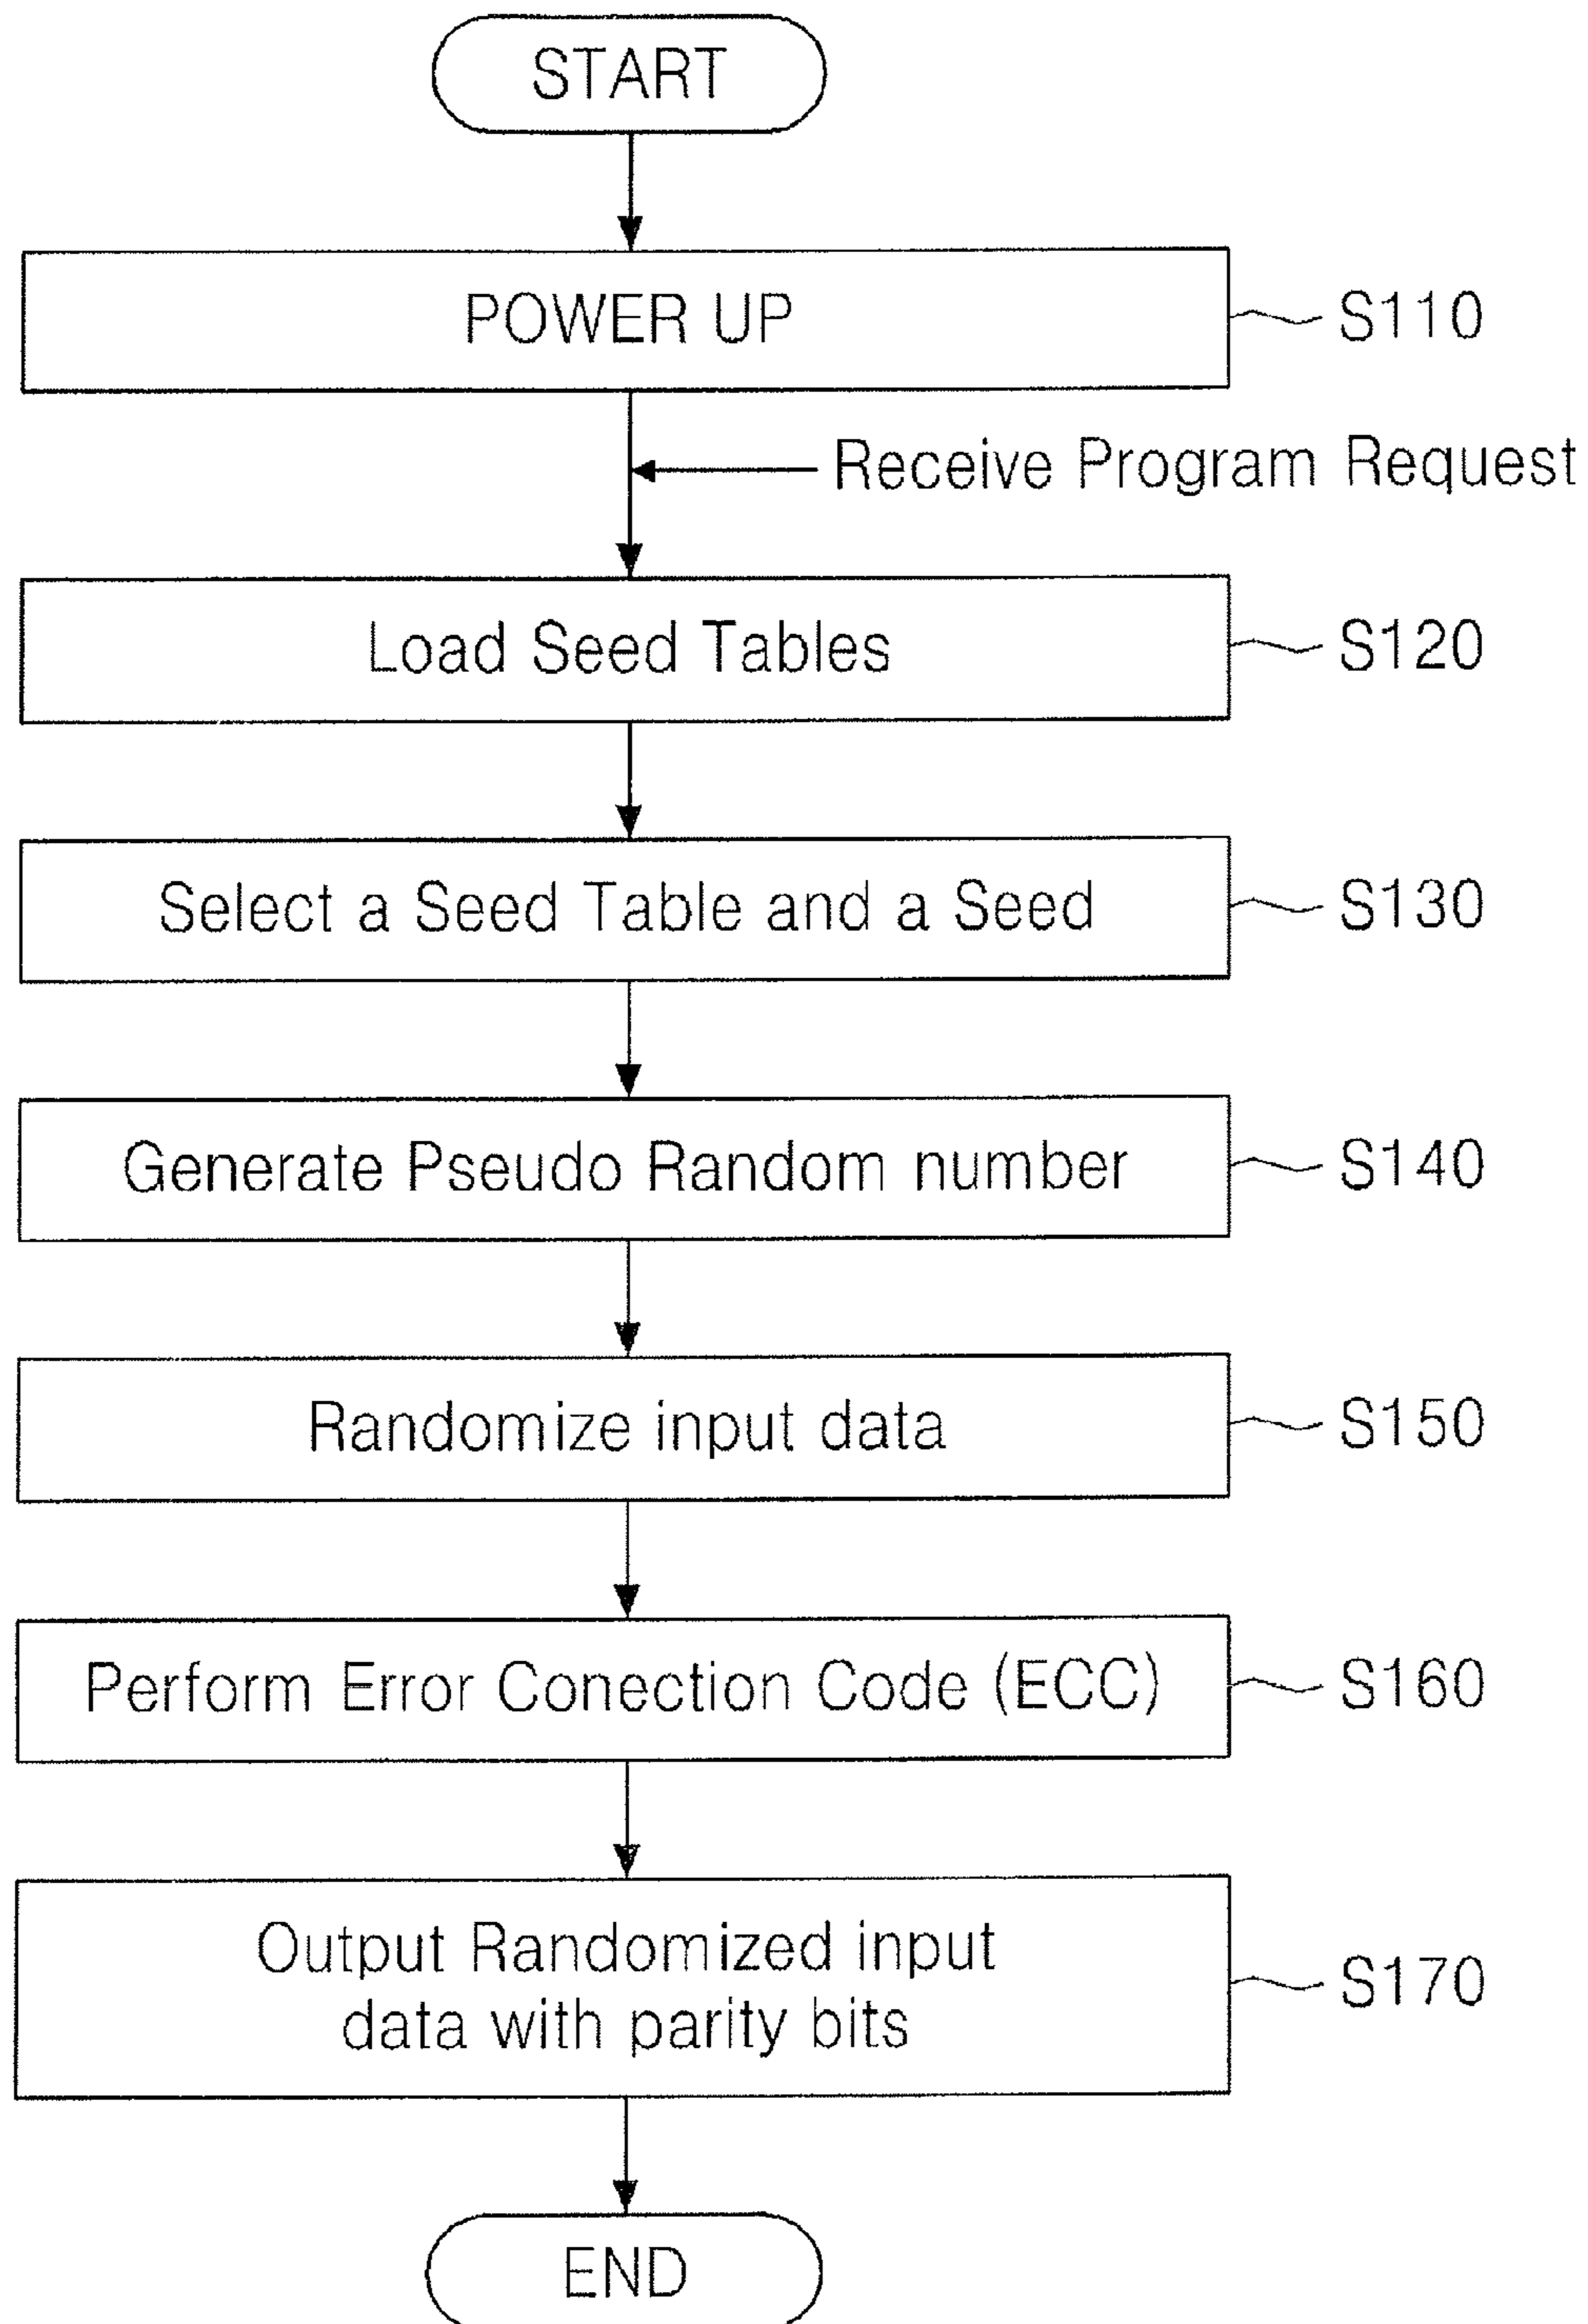 START
POWER UP
S110
Receive Program Request
Load Seed Tables
S120
Select a Seed Table and a Seed
S130
Generate Pseudo Random number
S140
Randomize input data
S150
Perform Error Conection Code (ECC)
S160
Output Randomized input
data with parity bits
S170
END